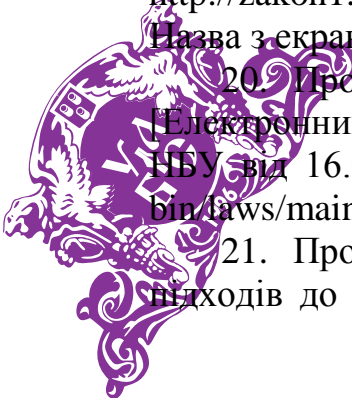 http://zakon1.
Назва з екран
20. Про
[Електронни
НБУ від 16.
bin/laws/main
21. Про
підходів до